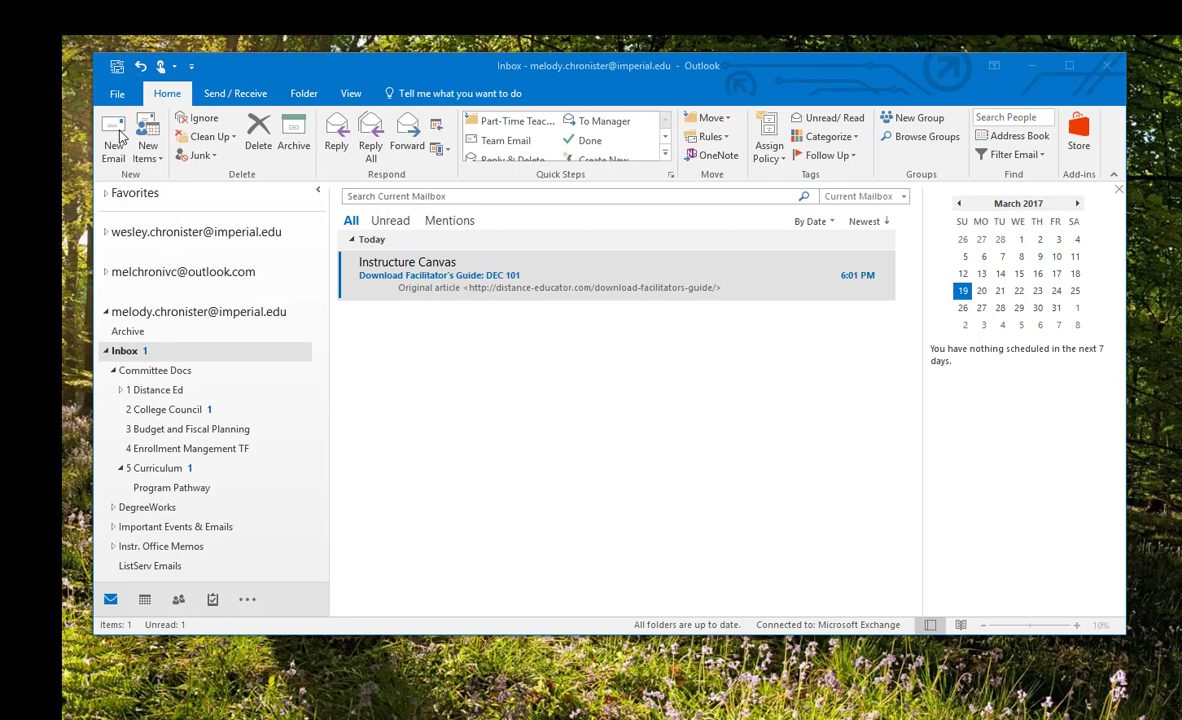 Inbox - melody.chronister@imperial.edu - Outlook
File Home Send / Receive Folder View Tell me what you want to do
New Email
New Items
New
Ignore
Clean Up
Junk
Delete
Archive
Delete
Reply
Reply All
Forward
Respond
Part-Time Teac...
Team Email
Reply & Delete
To Manager
Done
Create New
Quick Steps
Move
Rules
OneNote
Move
Assign Policy
Unread/ Read
Categorize
Follow Up
Tags
New Group
Browse Groups
Groups
Search People
Address Book
Filter Email
Find
Store
Add-ins
Favorites
wesley.chronister@imperial.edu
melchronivc@outlook.com
melody.chronister@imperial.edu
Archive
Inbox 1
Committee Docs
1 Distance Ed
2 College Council 1
3 Budget and Fiscal Planning
4 Enrollment Mangement TF
5 Curriculum 1
Program Pathway
DegreeWorks
Important Events & Emails
Instr. Office Memos
ListServ Emails
Search Current Mailbox
Current Mailbox
All Unread Mentions
By Date Newest
Today
Instructure Canvas
Download Facilitator's Guide: DEC 101 6:01 PM
Original article <http://distance-educator.com/download-facilitators-guide/>
March 2017
SU MO TU WE TH FR SA
26 27 28 1 2 3 4
5 6 7 8 9 10 11
12 13 14 15 16 17 18
19 20 21 22 23 24 25
26 27 28 29 30 31 1
2 3 4 5 6 7 8
You have nothing scheduled in the next 7
days.
Items: 1 Unread: 1 All folders are up to date. Connected to: Microsoft Exchange 10%